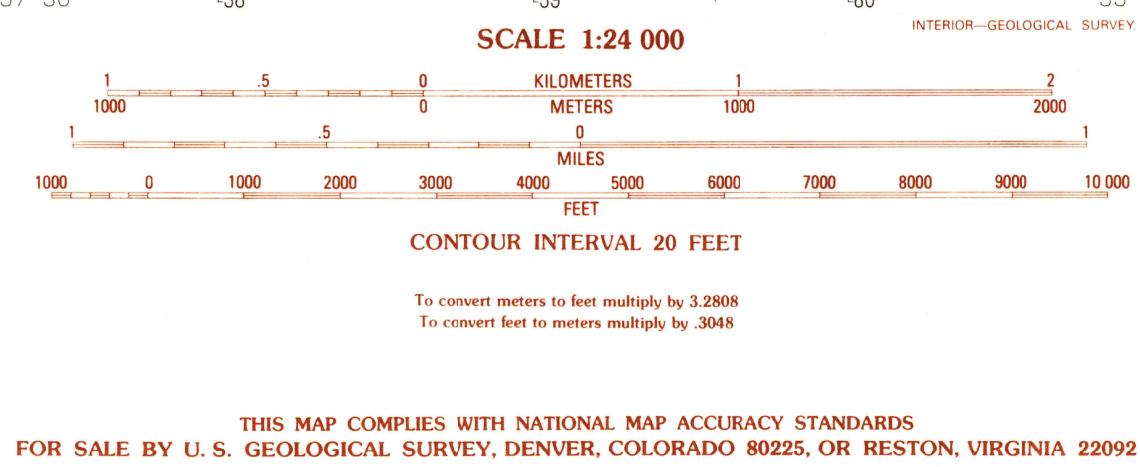 INTERIOR—GEOLOGICAL SURVEY,
SCALE 1:24 000
1 .5 0 KILOMETERS 1 2
1000 0 METERS 1000 2000
1 .5 0 1
MILES
1000 0 1000 2000 3000 4000 5000 6000 7000 8000 9000 10 000
FEET
CONTOUR INTERVAL 20 FEET
To convert meters to feet multiply by 3.2808
To convert feet to meters multiply by .3048
THIS MAP COMPLIES WITH NATIONAL MAP ACCURACY STANDARDS
FOR SALE BY U. S. GEOLOGICAL SURVEY, DENVER, COLORADO 80225, OR RESTON, VIRGINIA 22092